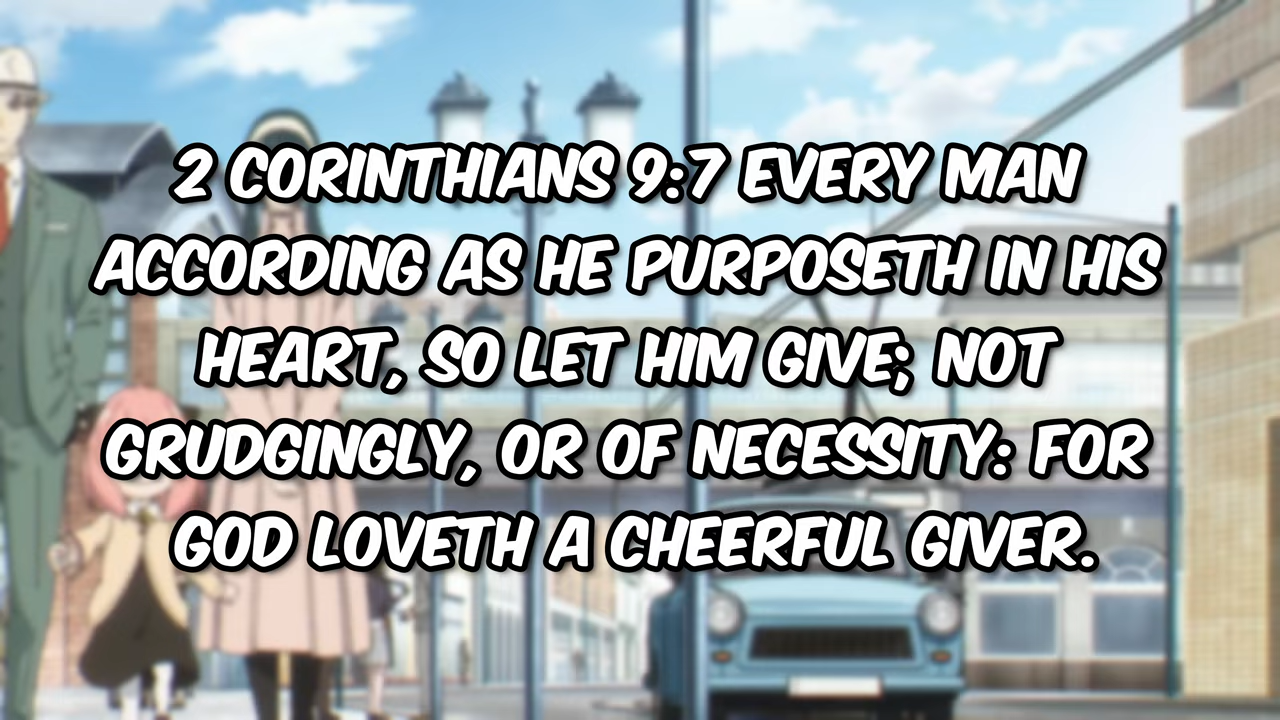 2 CORINTHIANS 9:7 EVERY MAN
ACCORDING AS HE PURPOSETH IN HIS
HEART, SO LET HIM GIVE; NOT
GRUDGINGLY, OR OF NECESSITY: FOR
GOD LOVETH A CHEERFUL GIVER.